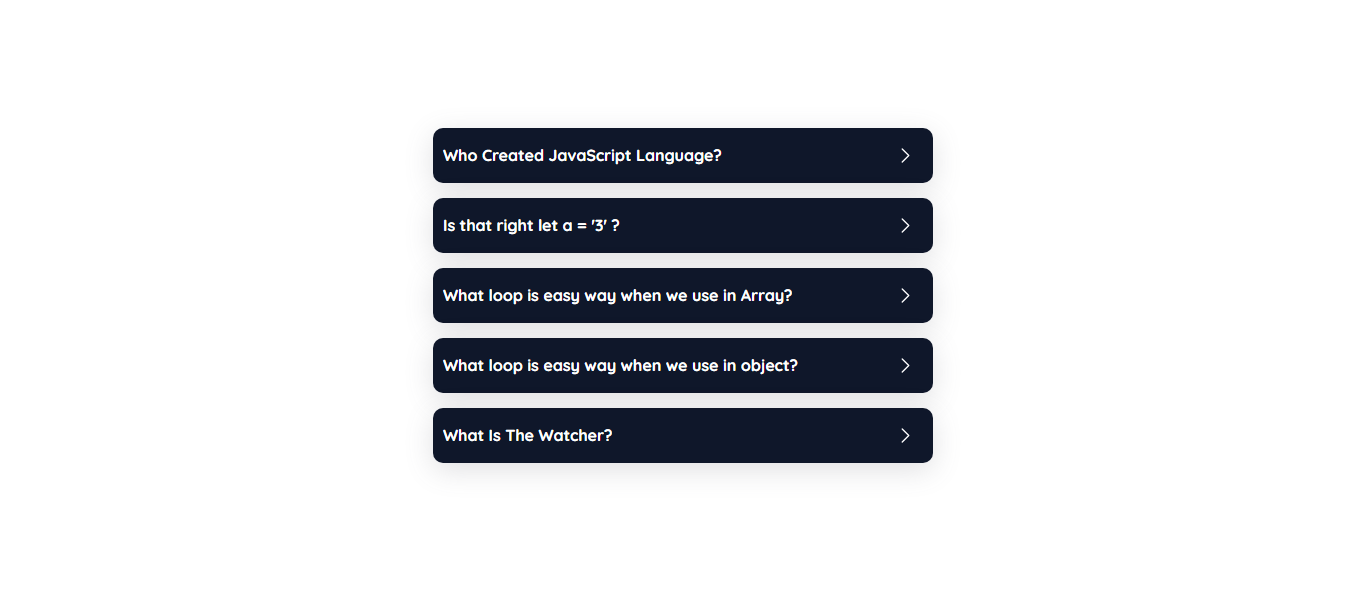 Who Created JavaScript Language?
Is that right let a = '3' ?
What loop is easy way when we use in Array?
What loop is easy way when we use in object?
What Is The Watcher?